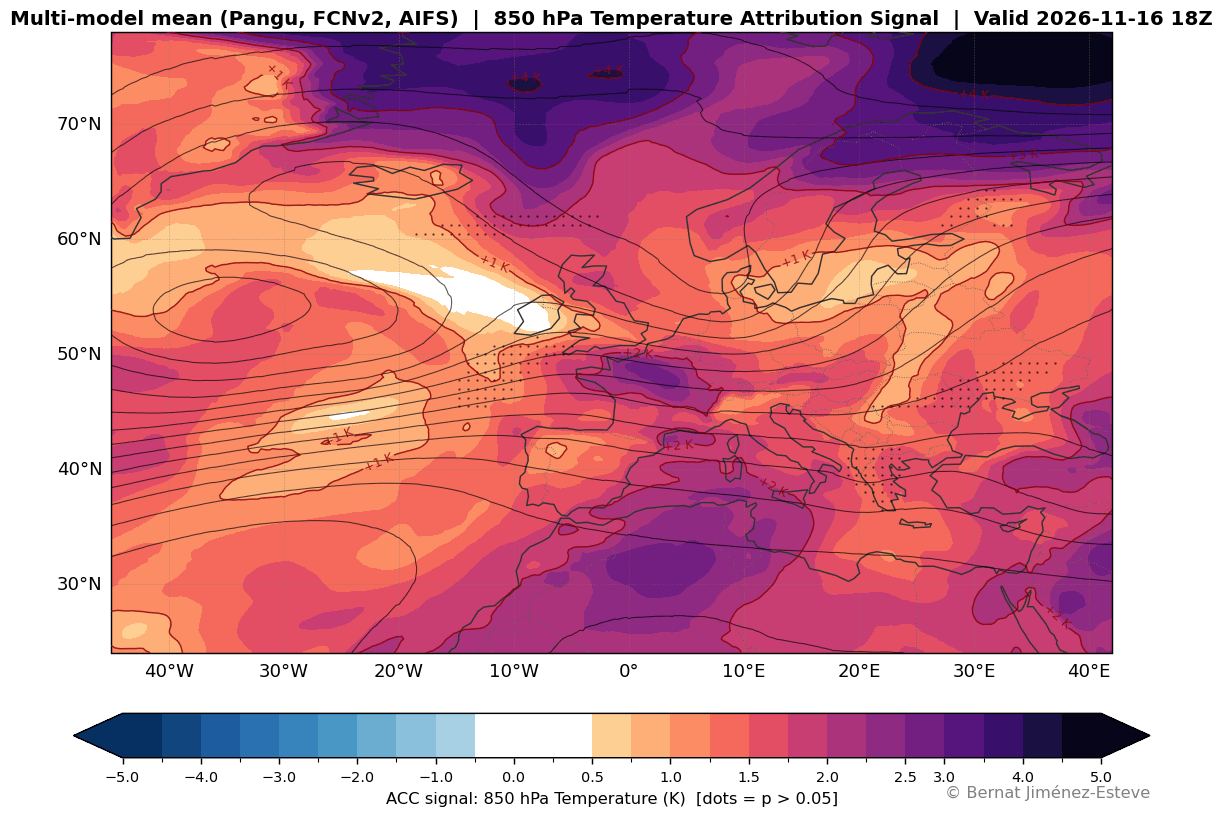 Multi-model mean (Pangu, FCNv2, AIFS)  |  850 hPa Temperature Attribution Signal  |  Valid 2026-11-16 18Z
+1 K
+4 K
+4 K
+3 K
70°N
60°N
+1 K
+1 K
50°N
+2 K
+1 K
+1 K
+2 K
+2 K
40°N
30°N
+2 K
40°W 30°W 20°W 10°W 0° 10°E 20°E 30°E 40°E
−5.0 −4.0 −3.0 −2.0 −1.0 0.0 0.5 1.0 1.5 2.0 2.5 3.0 4.0 5.0
ACC signal: 850 hPa Temperature (K)  [dots = p > 0.05]
© Bernat Jiménez-Esteve